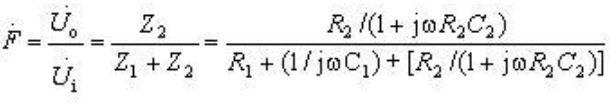 Ḟ = U̇o / U̇i = Z2 / (Z1 + Z2) = R2 /(1 + jωR2C2) / (R1 + (1/jωC1) + [R2 /(1 + jωR2C2)])